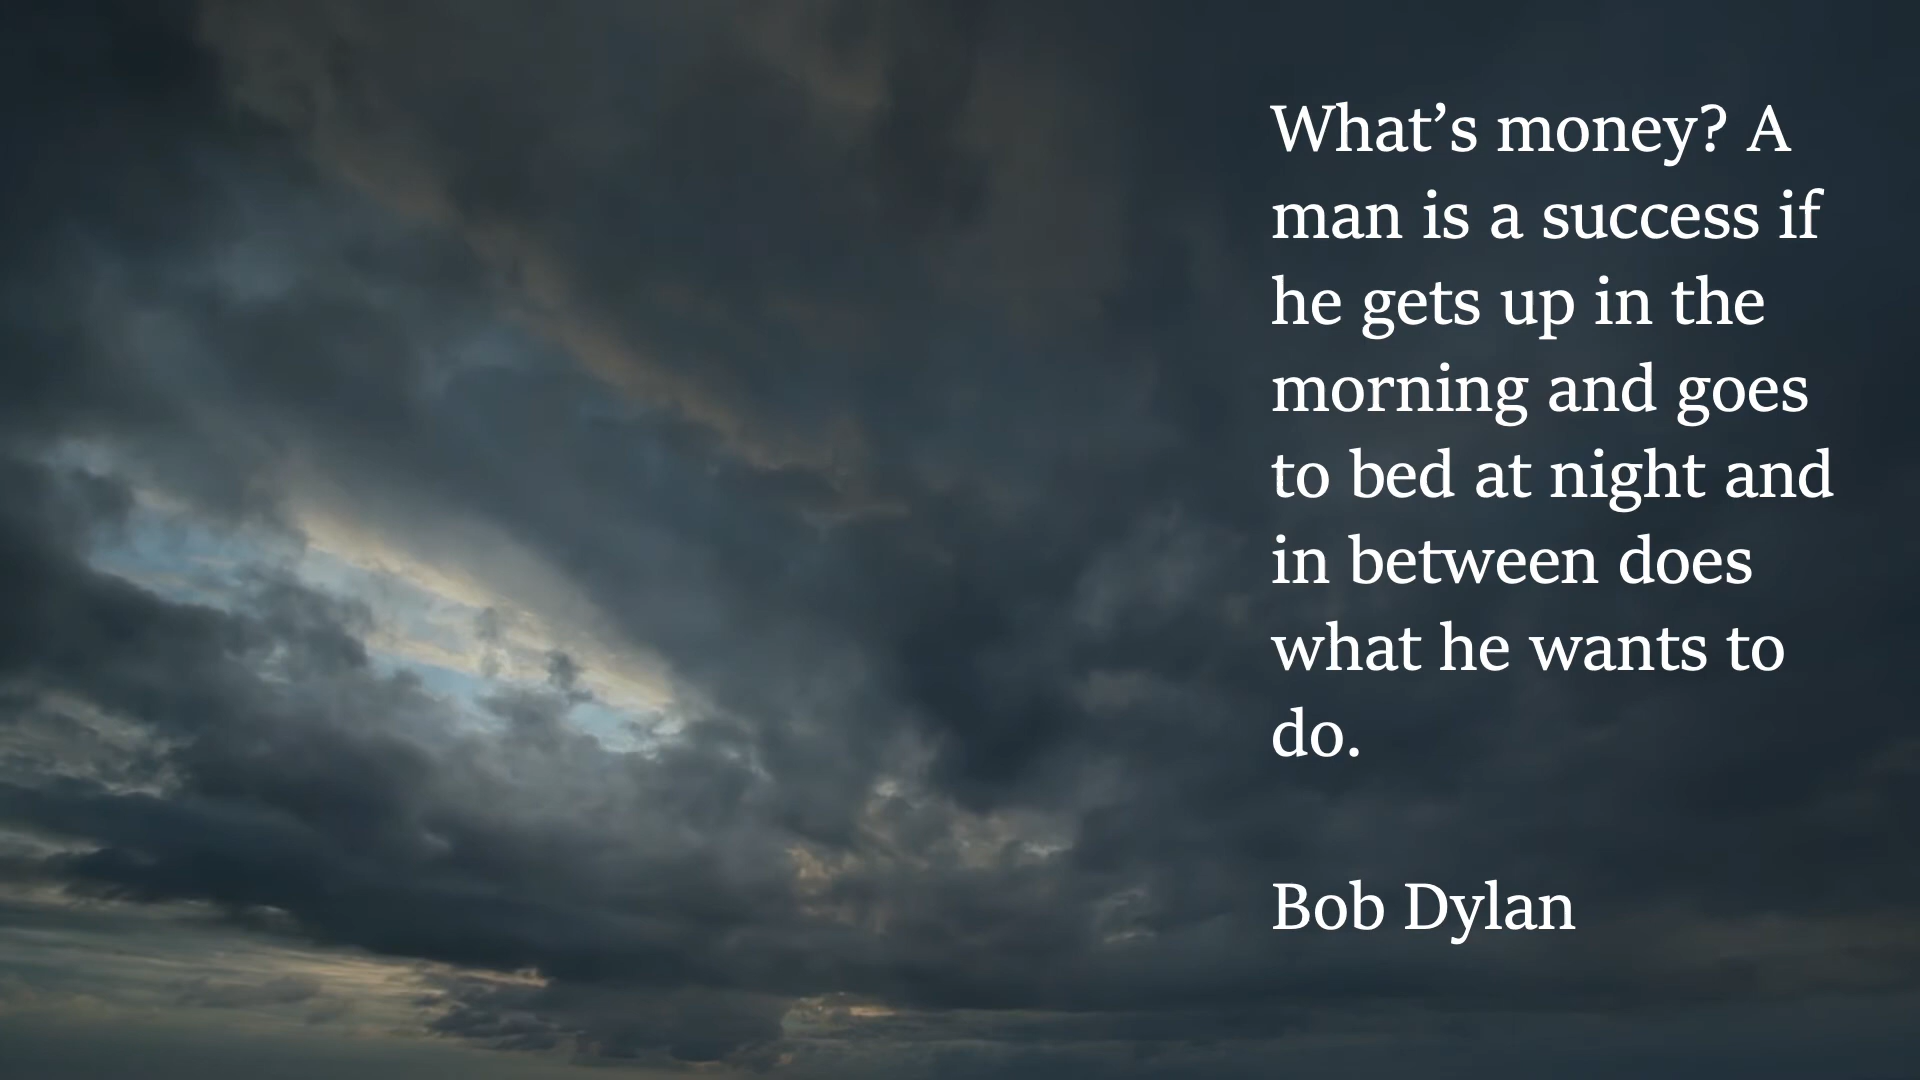 What’s money? A
man is a success if
he gets up in the
morning and goes
to bed at night and
in between does
what he wants to
do.
Bob Dylan